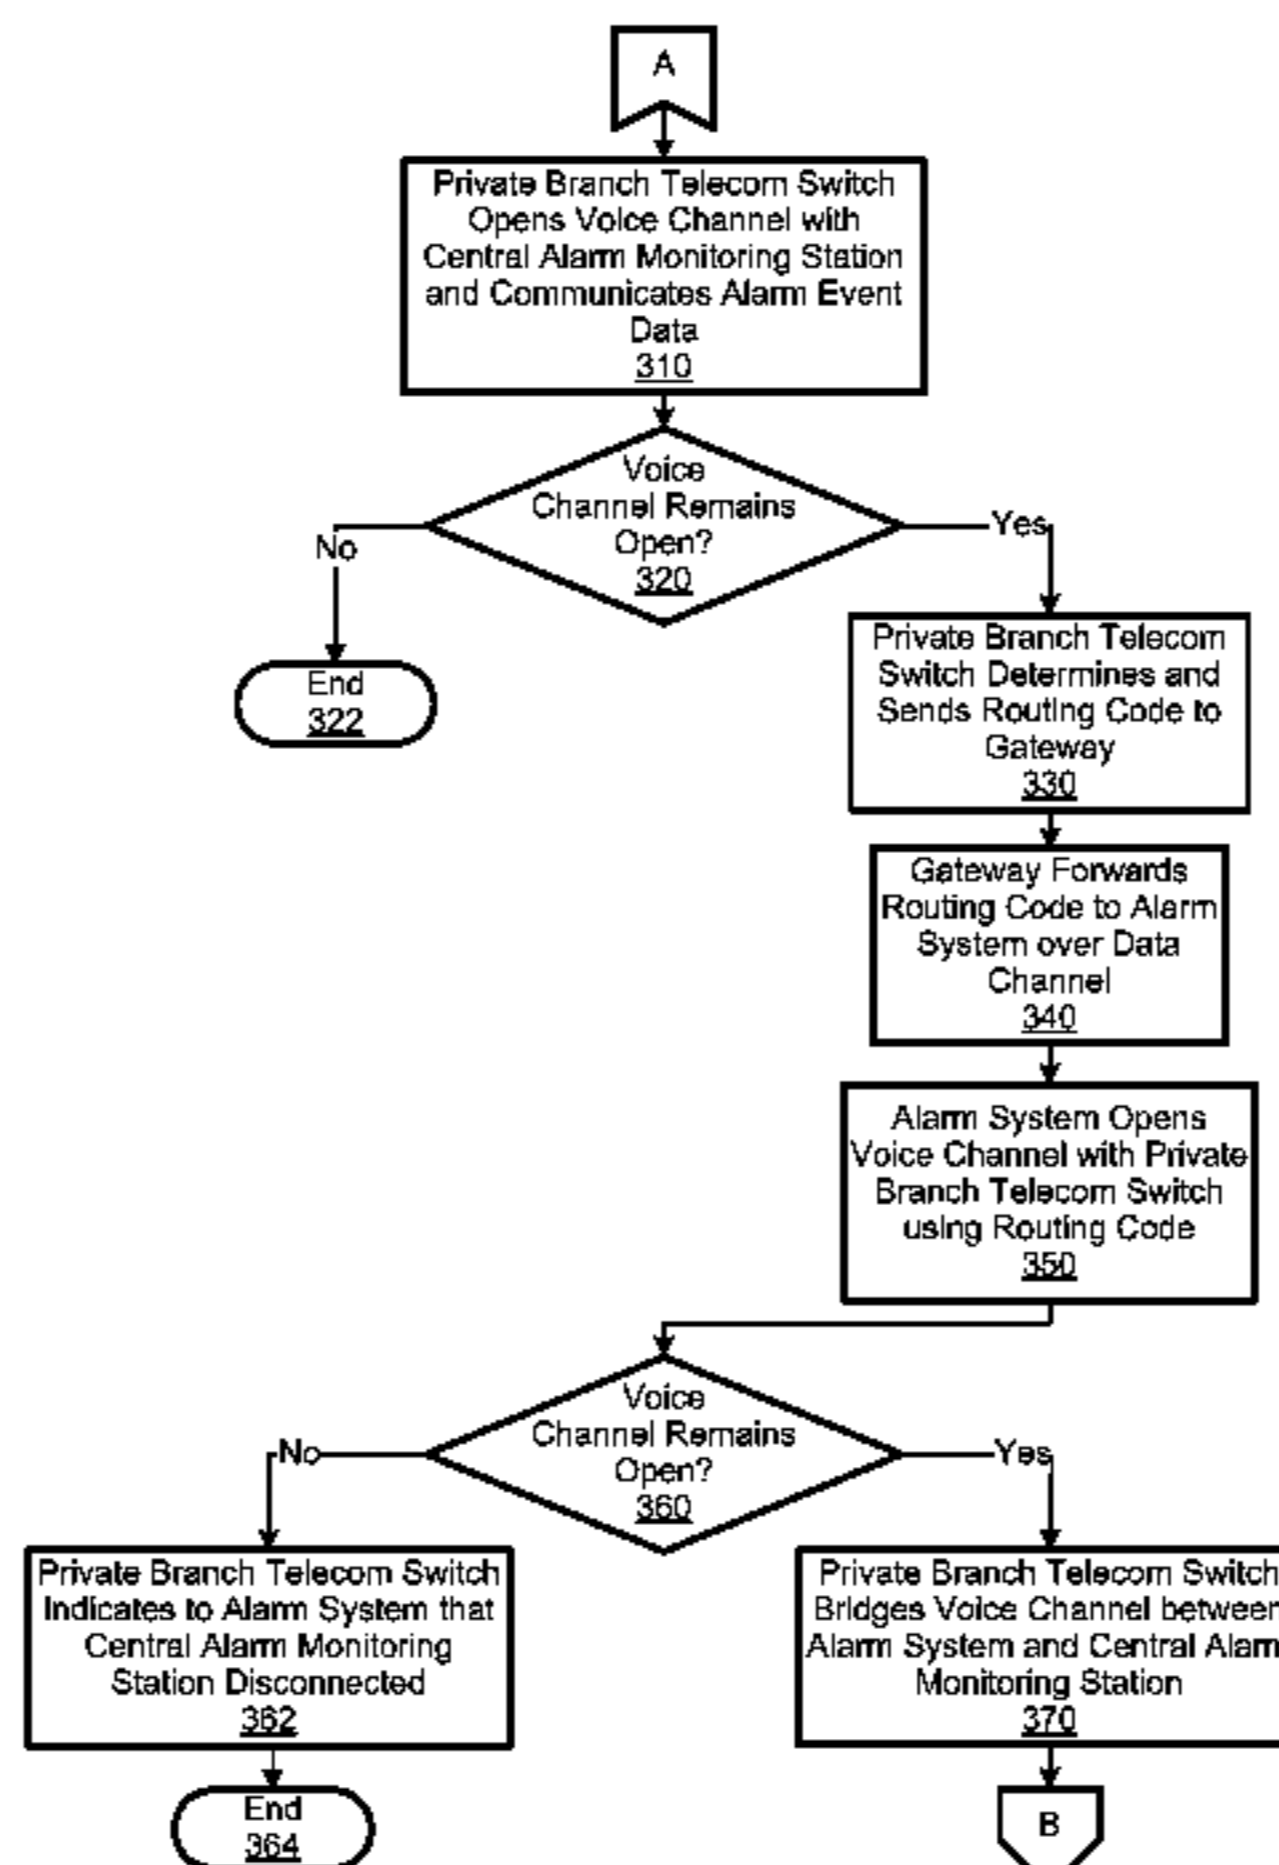 A
Private Branch Telecom Switch
Opens Voice Channel with
Central Alarm Monitoring Station
and Communicates Alarm Event
Data
310
Voice
Channel Remains
Open?
320
No
Yes
End
322
Private Branch Telecom
Switch Determines and
Sends Routing Code to
Gateway
330
Gateway Forwards
Routing Code to Alarm
System over Data
Channel
340
Alarm System Opens
Voice Channel with Private
Branch Telecom Switch
using Routing Code
350
Voice
Channel Remains
Open?
360
No
Yes
Private Branch Telecom Switch
Indicates to Alarm System that
Central Alarm Monitoring
Station Disconnected
362
Private Branch Telecom Switch
Bridges Voice Channel between
Alarm System and Central Alarm
Monitoring Station
370
End
364
B